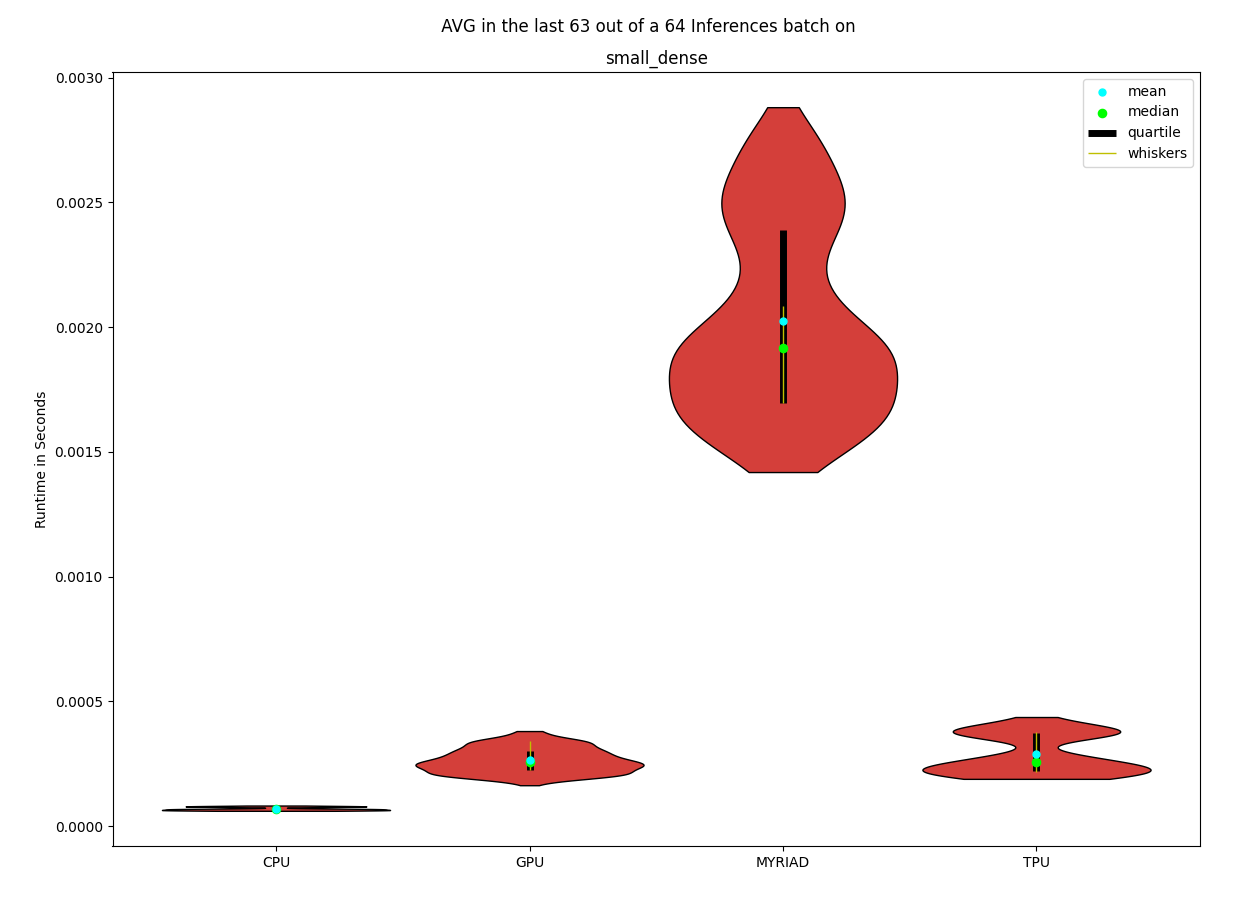 AVG in the last 63 out of a 64 Inferences batch on
small_dense
0.0030
0.0025
0.0020
0.0015
0.0010
0.0005
0.0000
Runtime in Seconds
mean
median
quartile
whiskers
CPU
GPU
MYRIAD
TPU